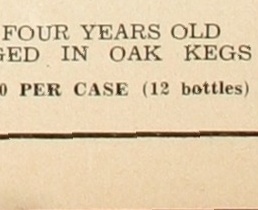 FOUR YEARS OLD
GED IN OAK KEGS
0 PER CASE (12 bottles)